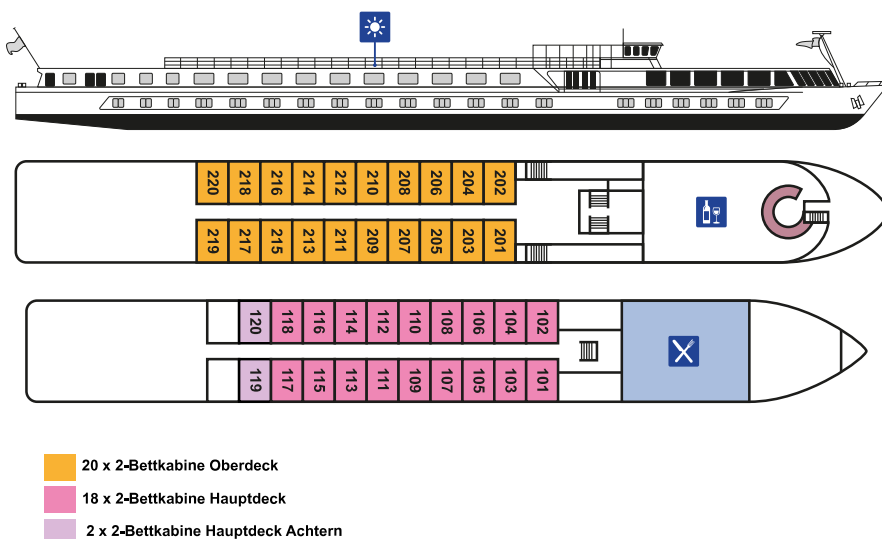 220 218 216 214 212 210 208 206 204 202
219 217 215 213 211 209 207 205 203 201
120 118 116 114 112 110 108 106 104 102
119 117 115 113 111 109 107 105 103 101
20 x 2-Bettkabine Oberdeck
18 x 2-Bettkabine Hauptdeck
2 x 2-Bettkabine Hauptdeck Achtern